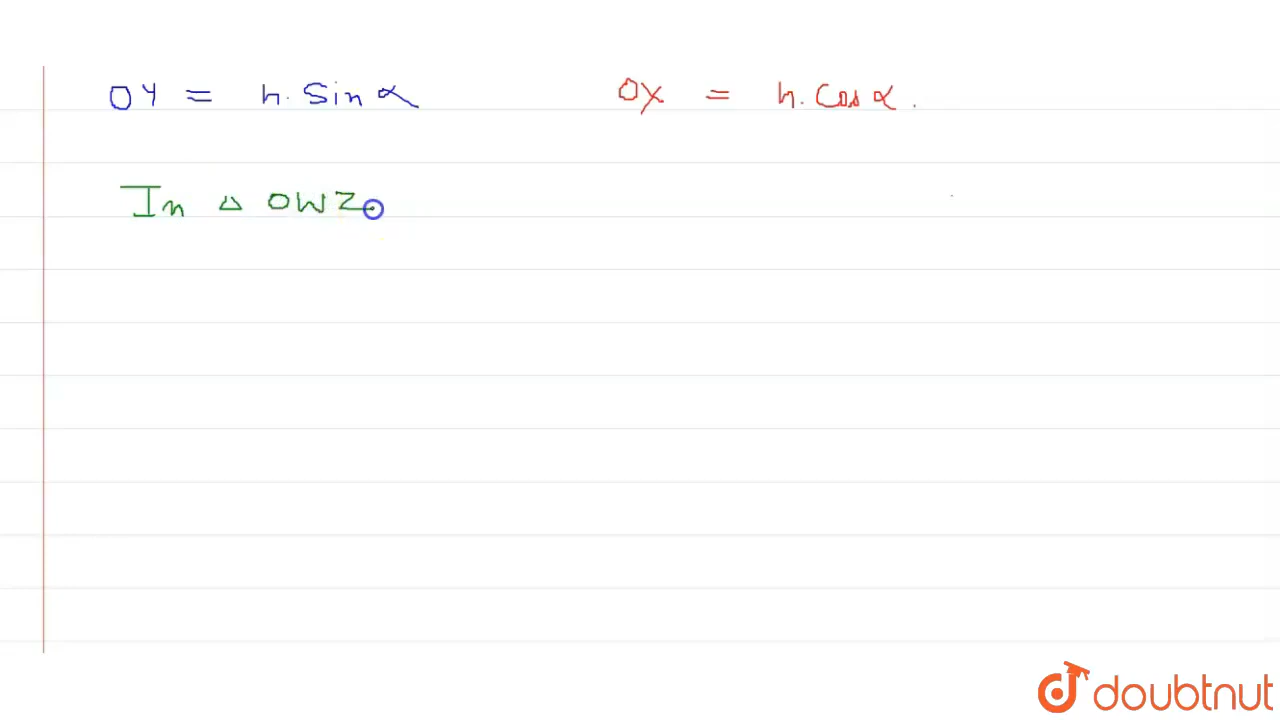 OY = h. Sin α OX = h. Cos α.
In Δ OWZ
doubtnut